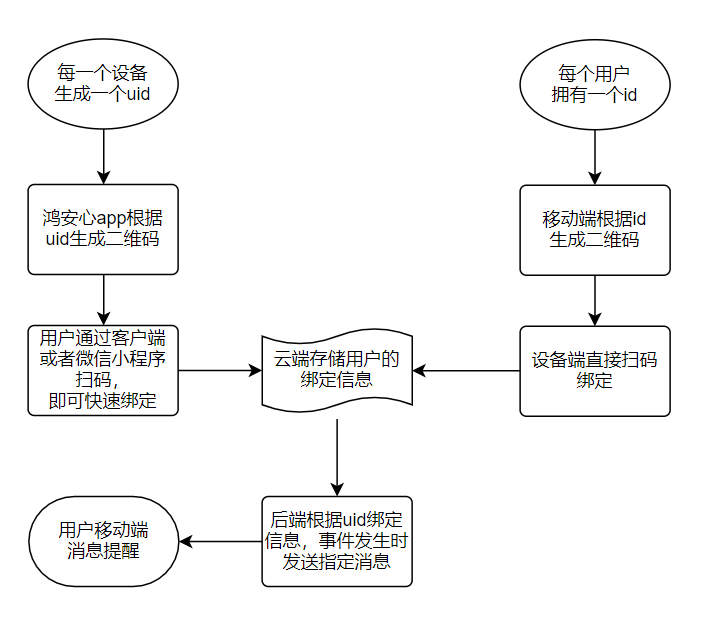 每一个设备
生成一个uid
每个用户
拥有一个id
鸿安心app根据
uid生成二维码
移动端根据id
生成二维码
用户通过客户端
或者微信小程序
扫码，
即可快速绑定
云端存储用户的
绑定信息
设备端直接扫码
绑定
用户移动端
消息提醒
后端根据uid绑定
信息，事件发生时
发送指定消息